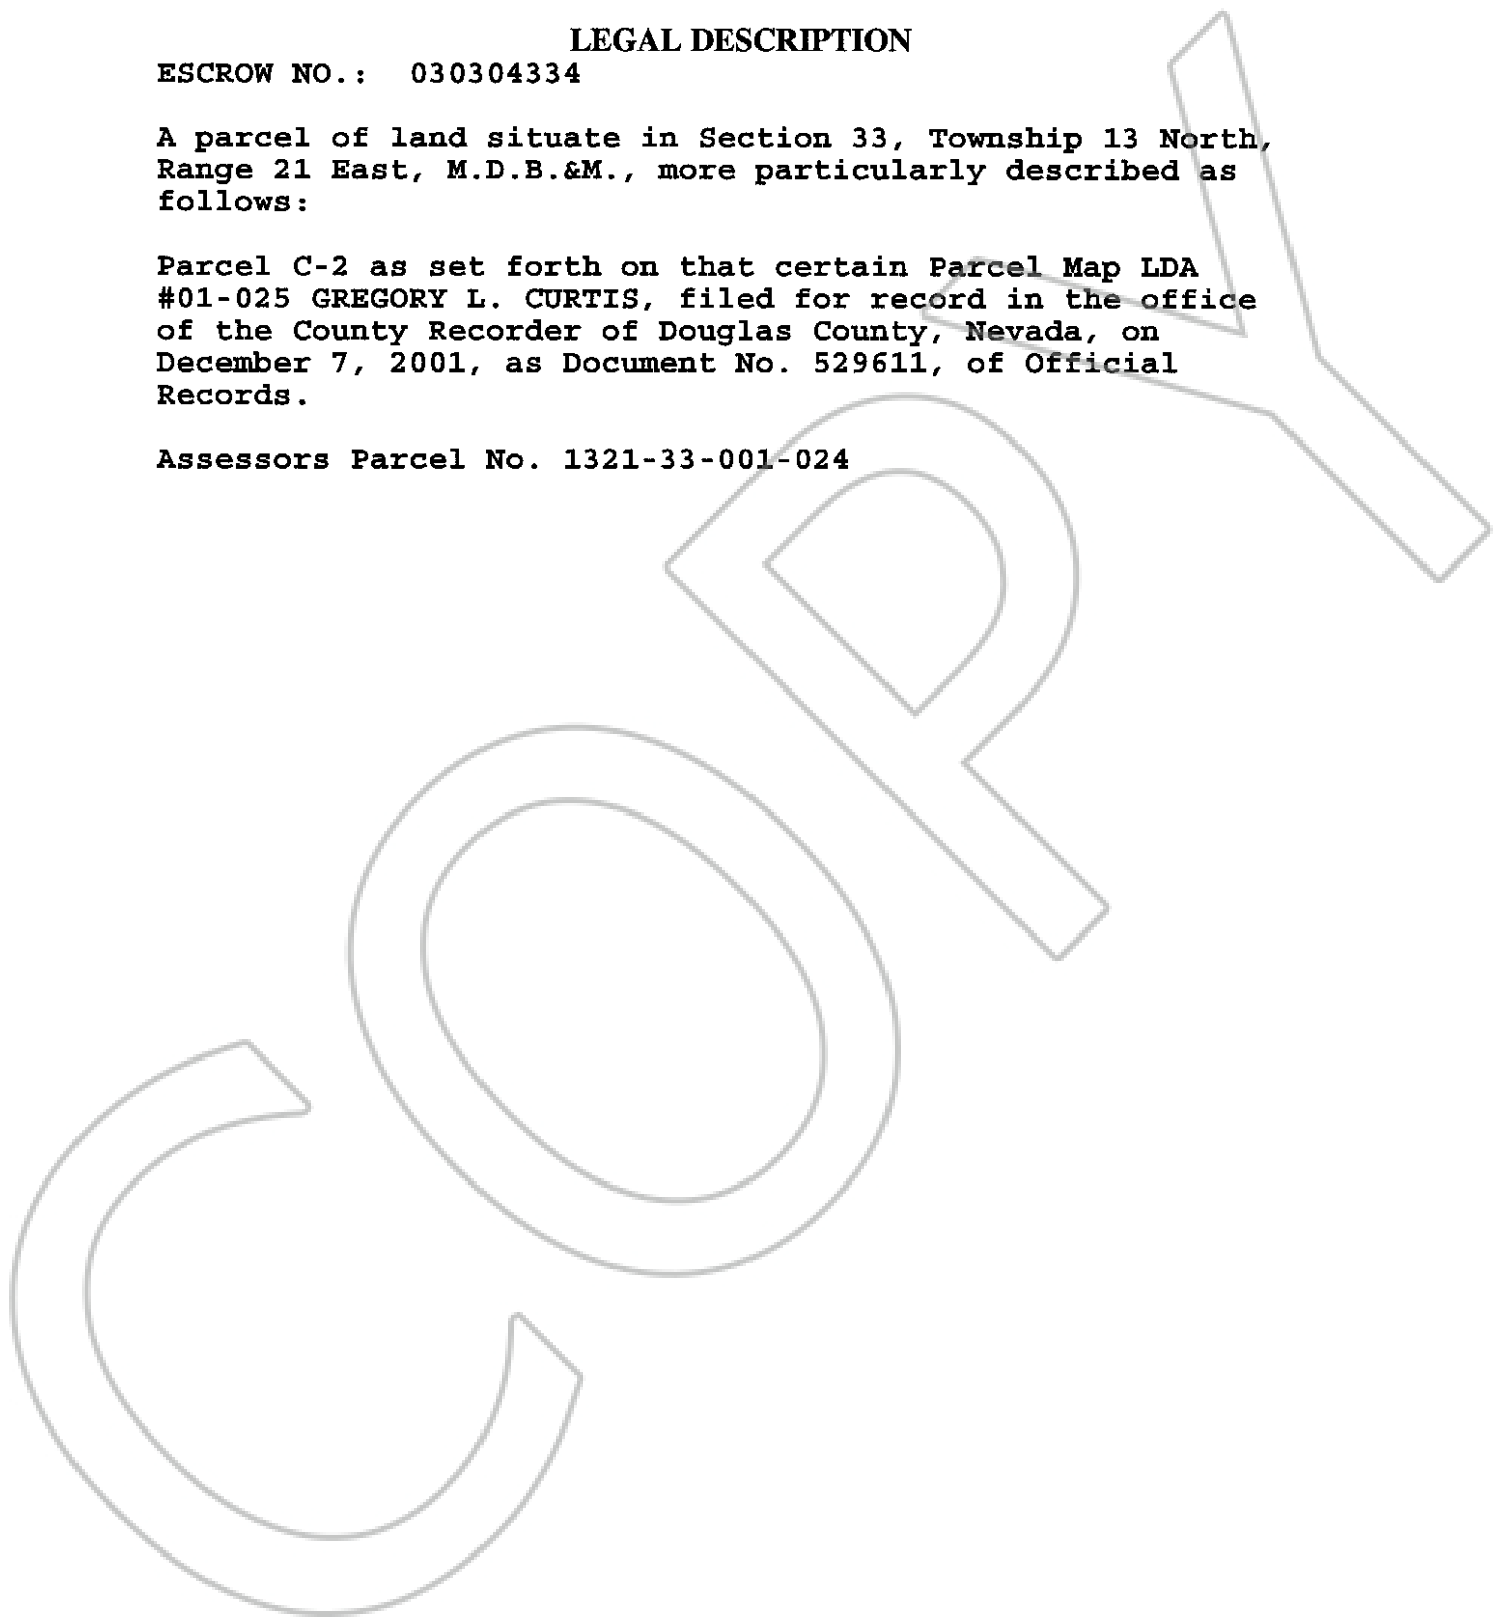 LEGAL DESCRIPTION
ESCROW NO.: 030304334
A parcel of land situate in Section 33, Township 13 North,
Range 21 East, M.D.B.&M., more particularly described as
follows:
Parcel C-2 as set forth on that certain Parcel Map LDA
#01-025 GREGORY L. CURTIS, filed for record in the office
of the County Recorder of Douglas County, Nevada, on
December 7, 2001, as Document No. 529611, of Official
Records.
Assessors Parcel No. 1321-33-001-024
COPY